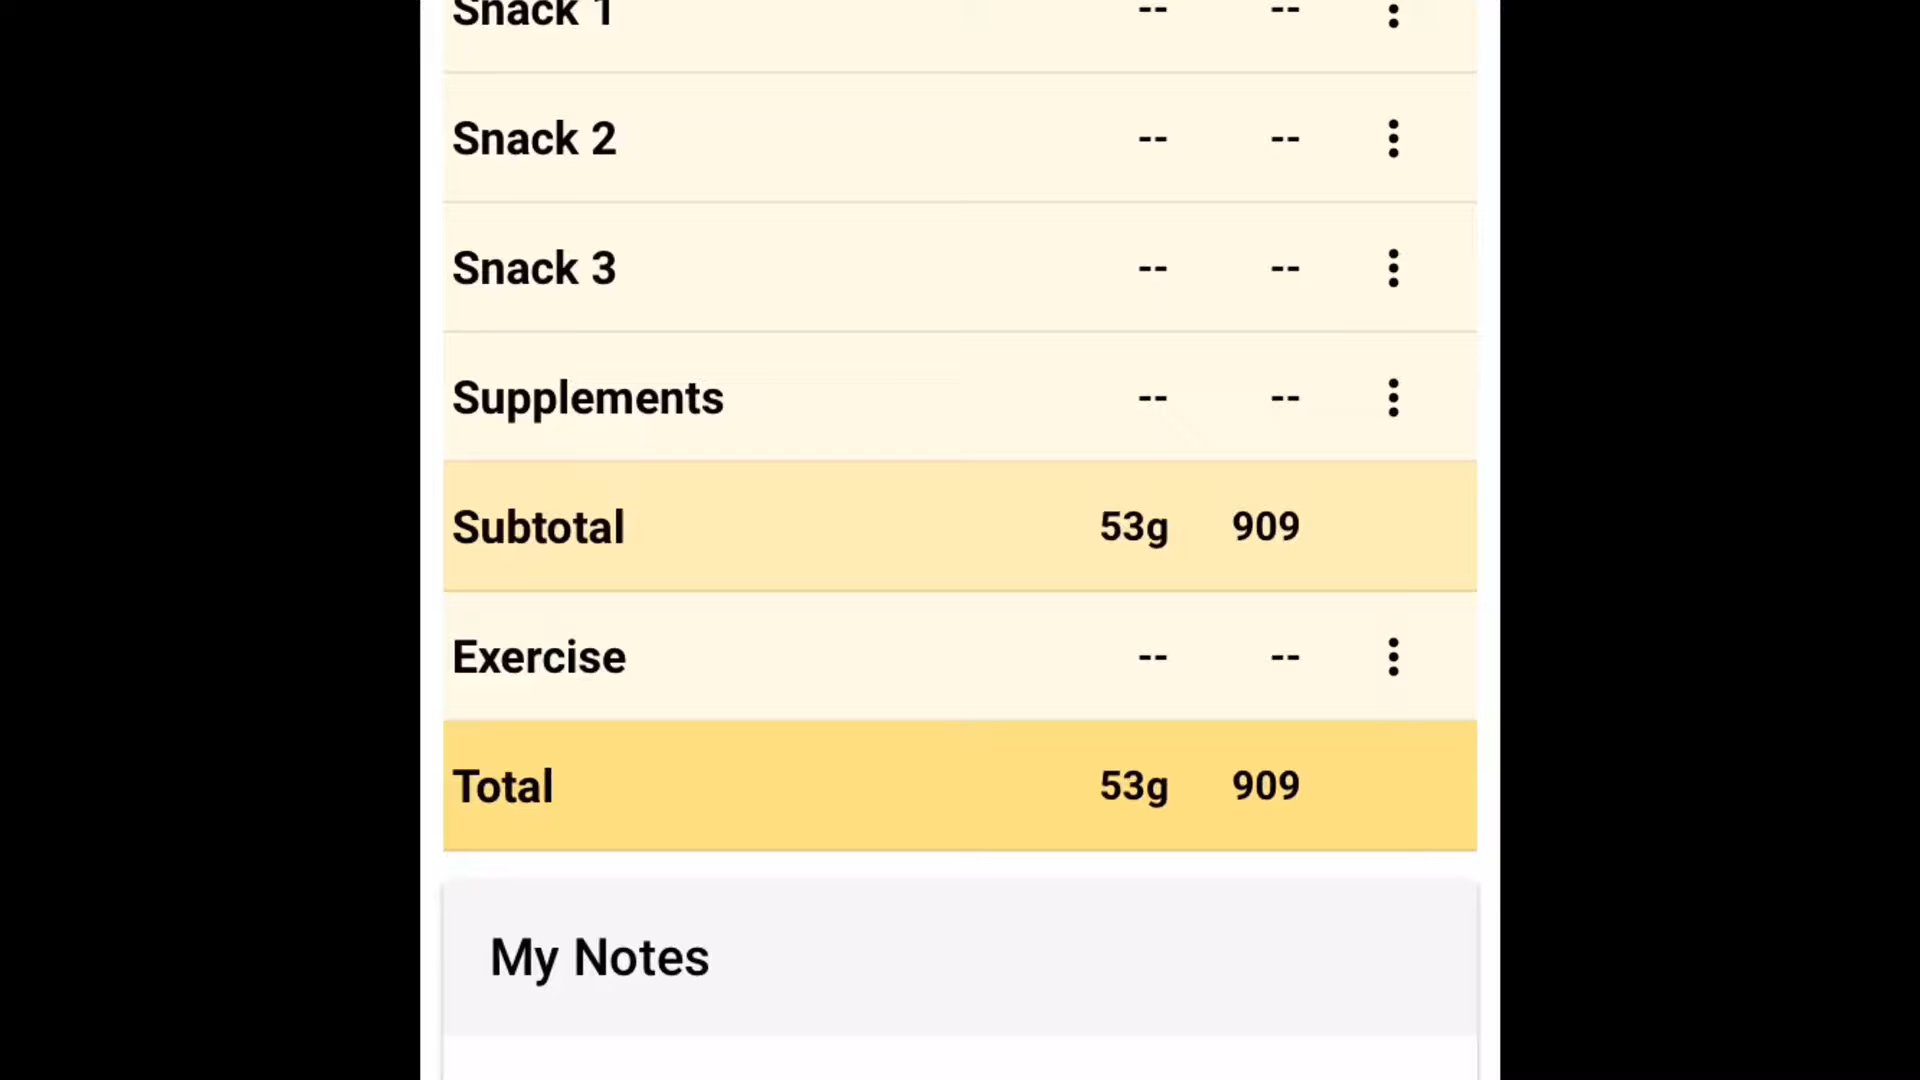 Snack 1 -- --
Snack 2 -- --
Snack 3 -- --
Supplements -- --
Subtotal 53g 909
Exercise -- --
Total 53g 909
My Notes